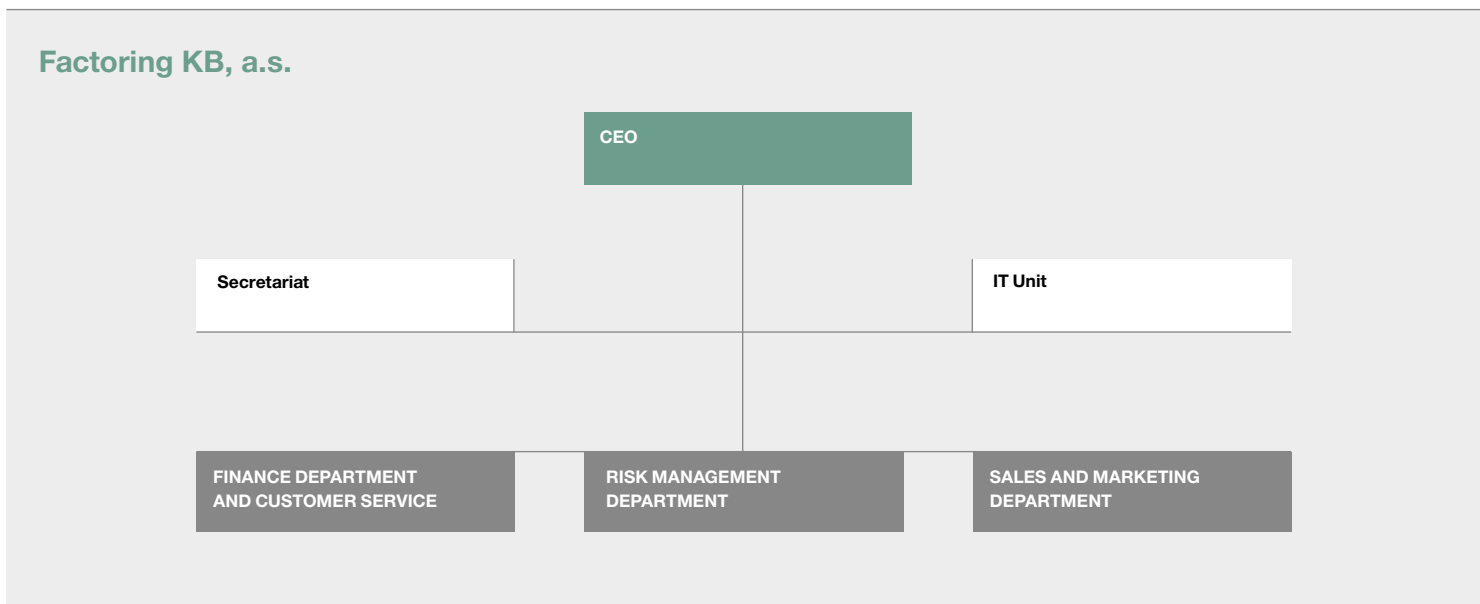 Factoring KB, a.s.
CEO
Secretariat
IT Unit
FINANCE DEPARTMENT
AND CUSTOMER SERVICE
RISK MANAGEMENT
DEPARTMENT
SALES AND MARKETING
DEPARTMENT